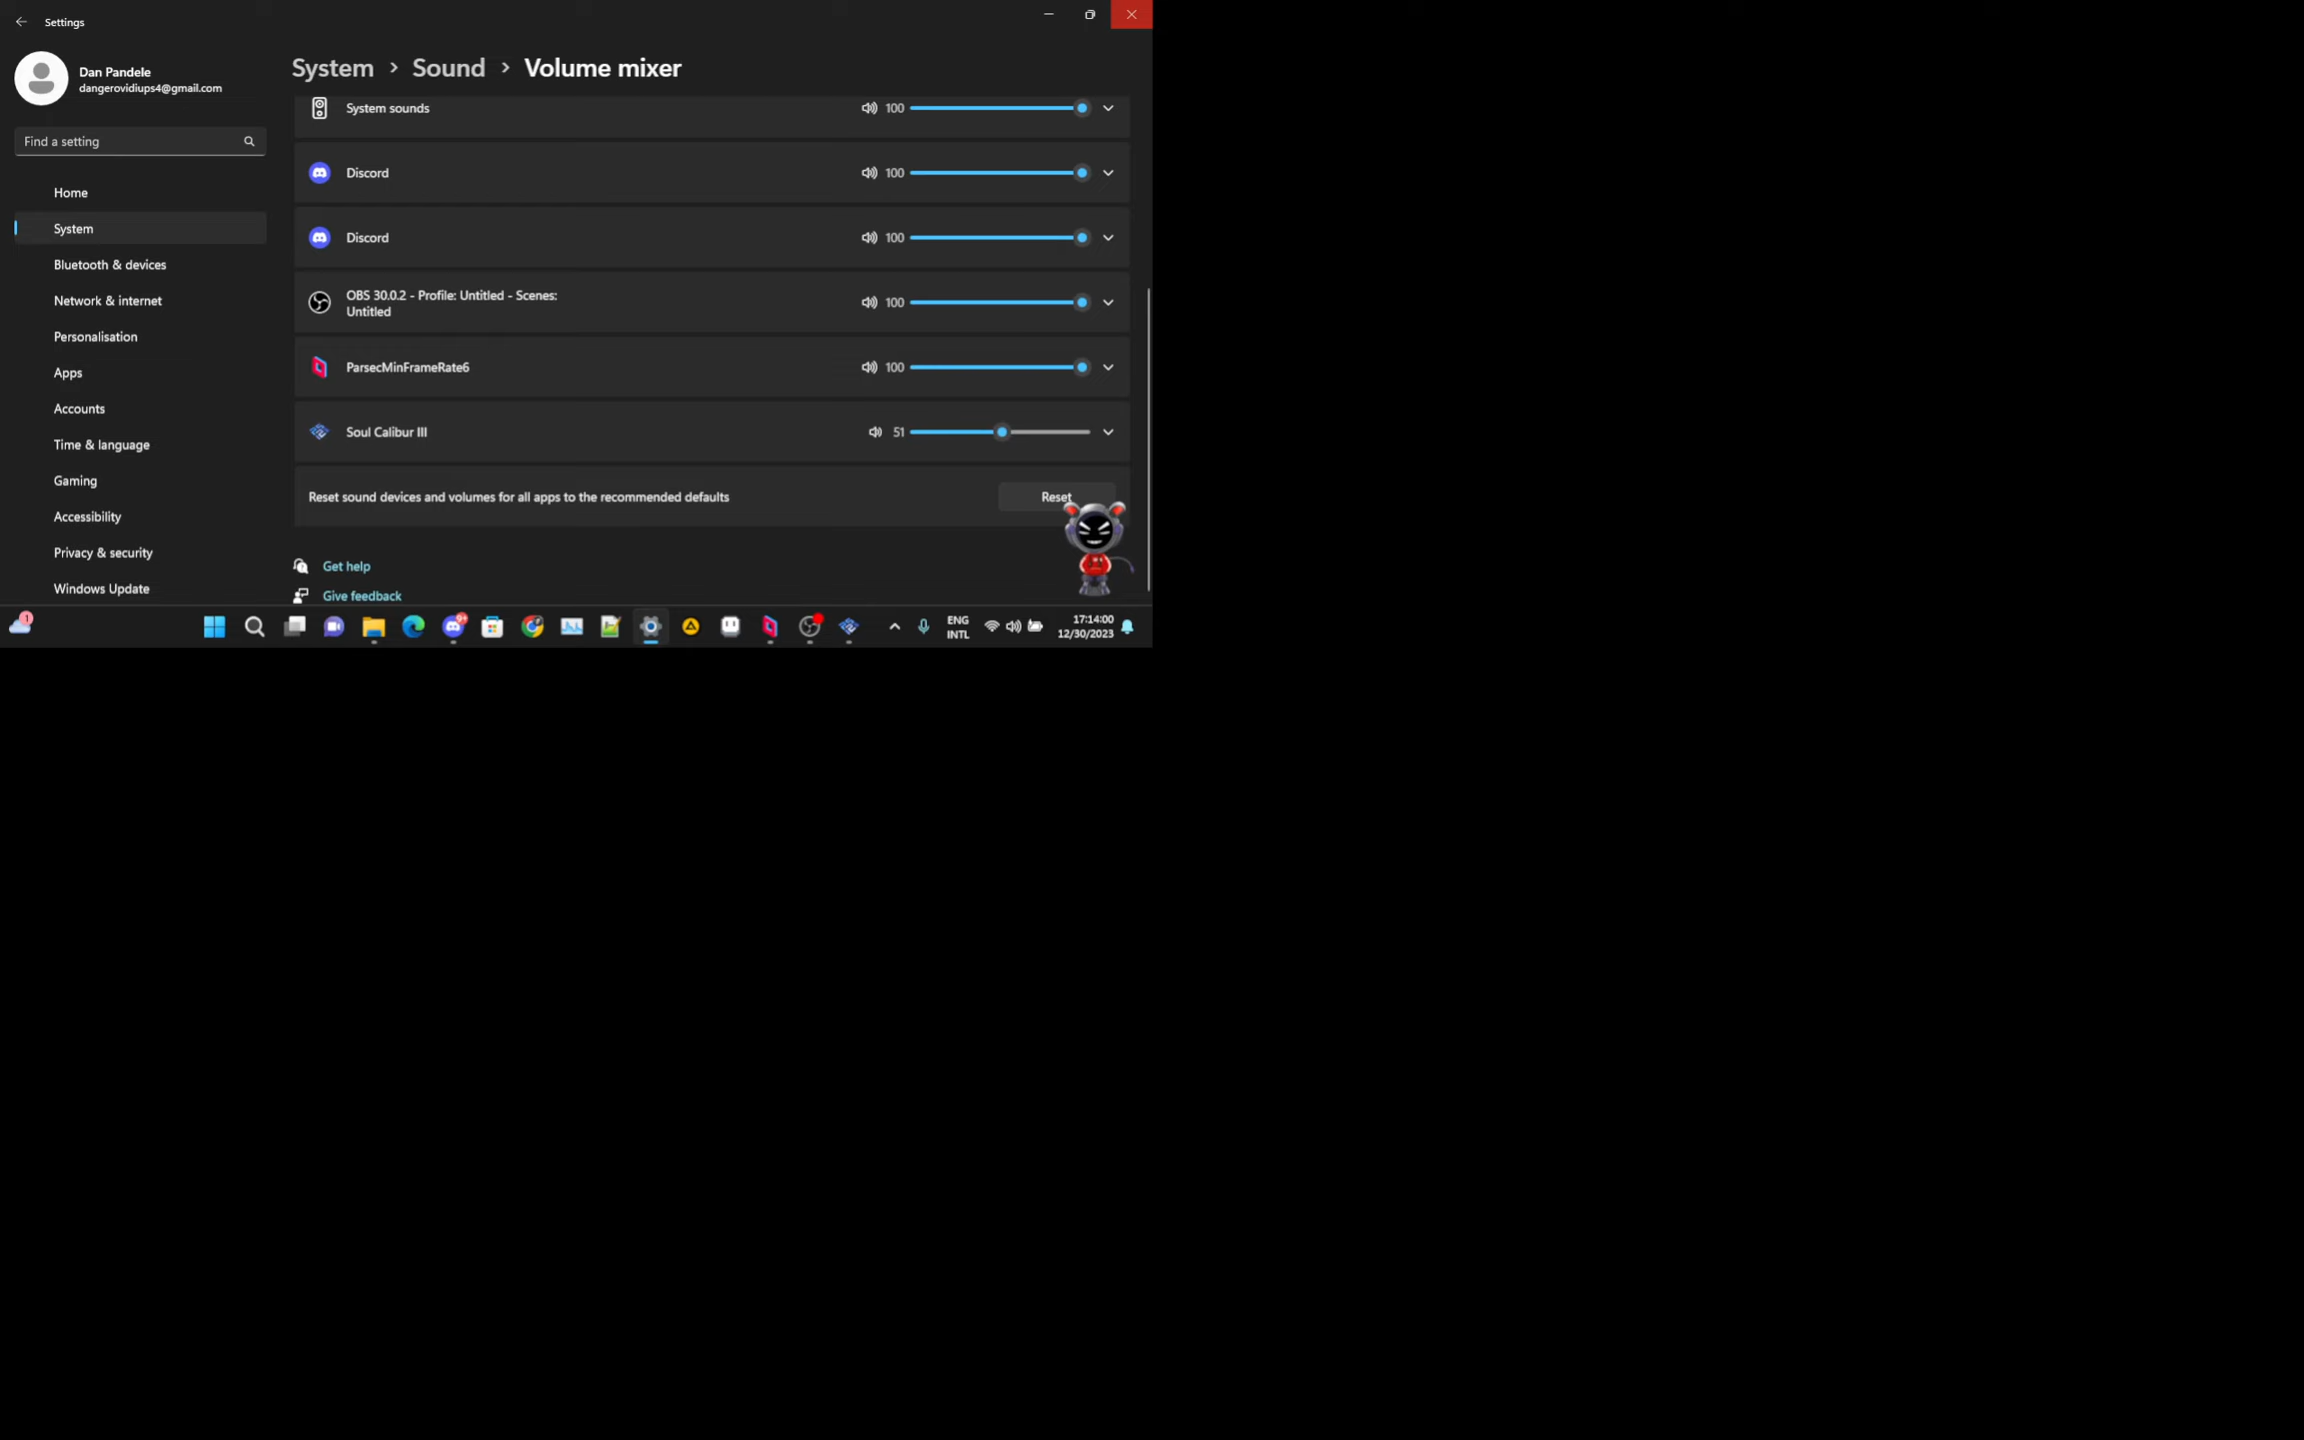 Settings
Dan Pandele
dangerovidiups4@gmail.com
Find a setting
Home
System
Bluetooth & devices
Network & internet
Personalisation
Apps
Accounts
Time & language
Gaming
Accessibility
Privacy & security
Windows Update
System > Sound > Volume mixer
System sounds 100
Discord 100
Discord 100
OBS 30.0.2 - Profile: Untitled - Scenes:
Untitled 100
ParsecMinFrameRate6 100
Soul Calibur III 51
Reset sound devices and volumes for all apps to the recommended defaults Reset
Get help
Give feedback
1
9+
ENG
INTL
17:14:00
12/30/2023